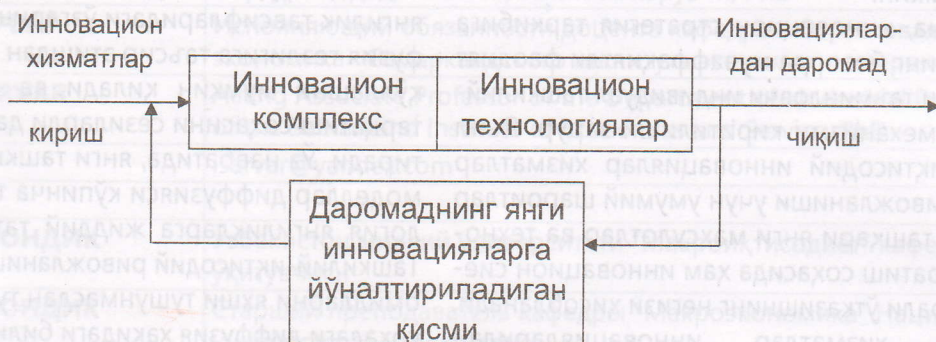 Инновацион
хизматлар
кириш
Инновацион
комплекс
Инновацион
технологиялар
Инновациялар-
дан даромад
чиқиш
Даромаднинг янги
инновацияларга
йўналтириладиган
қисми